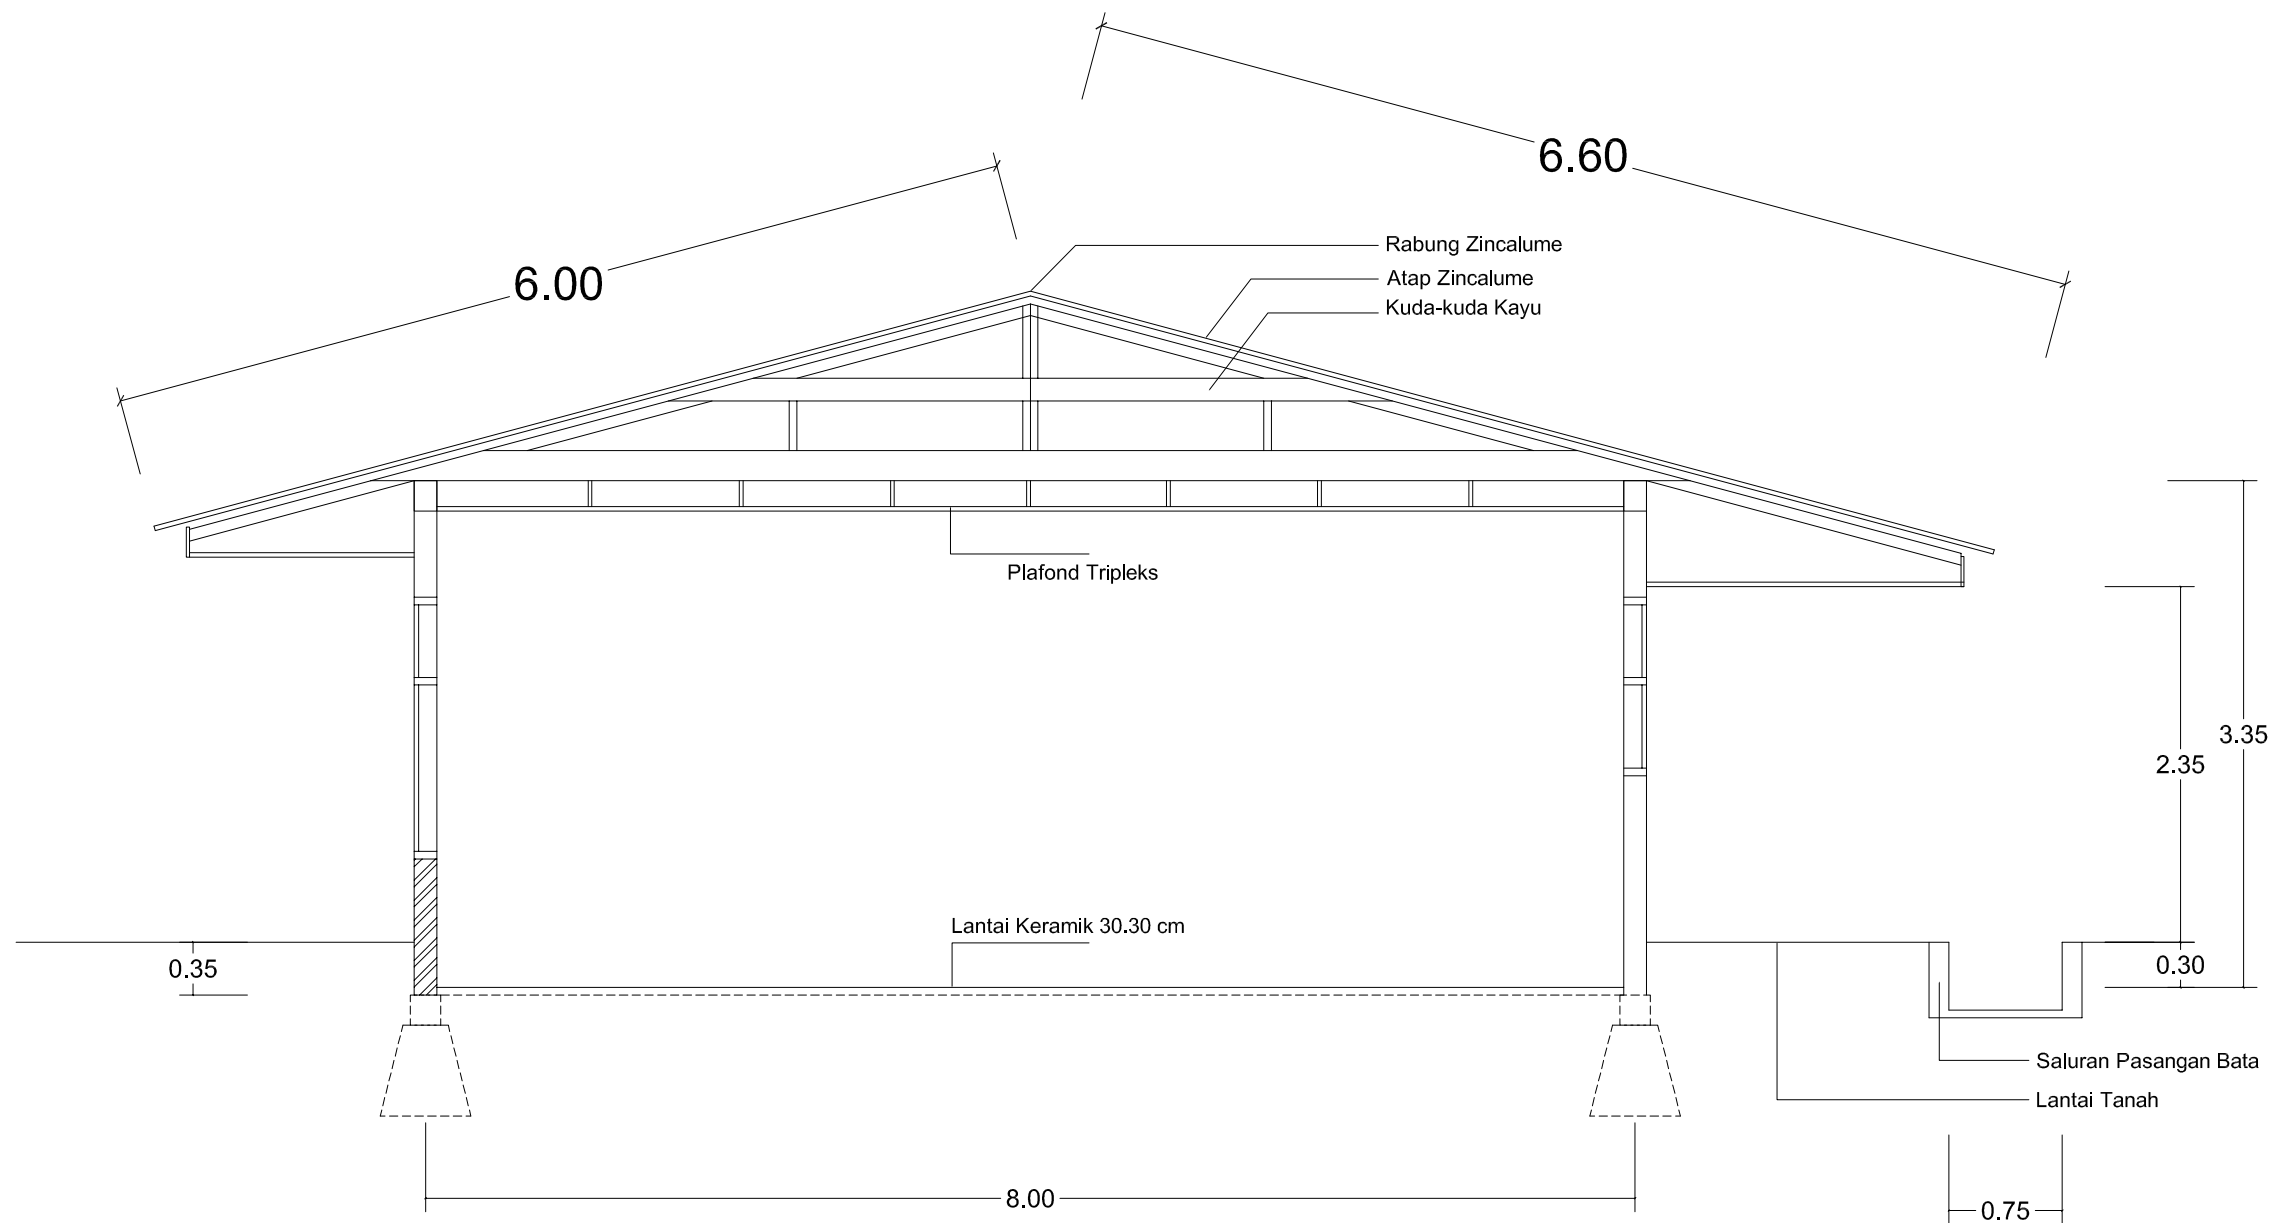 6.60
6.00
Rabung Zincalume
Atap Zincalume
Kuda-kuda Kayu
Plafond Tripleks
3.35
2.35
Lantai Keramik 30.30 cm
0.35
0.30
Saluran Pasangan Bata
Lantai Tanah
8.00
0.75